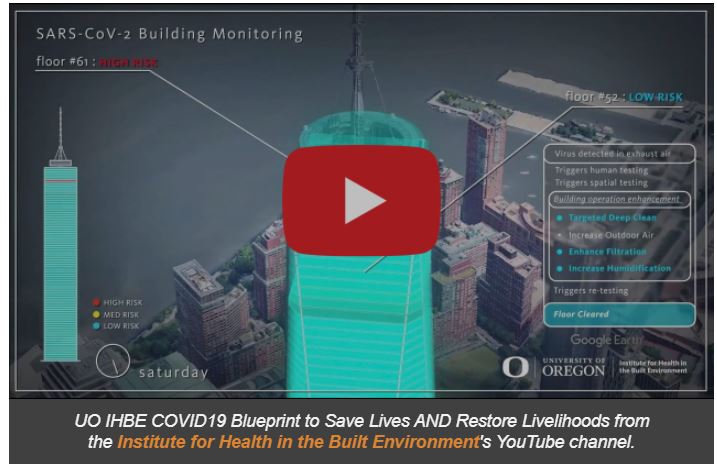 SARS-CoV-2 Building Monitoring
floor #61 : HIGH RISK
floor #52 : LOW RISK
Virus detected in exhaust air
Triggers human testing
Triggers spatial testing
Building operation enhancement
Targeted Deep Clean
Increase Outdoor Air
Enhance Filtration
Increase Humidification
Triggers re-testing
Floor Cleared
HIGH RISK
MED RISK
LOW RISK
saturday
Google Earth
O UNIVERSITY OF
OREGON
Institute for Health in
the Built Environment
UO IHBE COVID19 Blueprint to Save Lives AND Restore Livelihoods from
the Institute for Health in the Built Environment's YouTube channel.